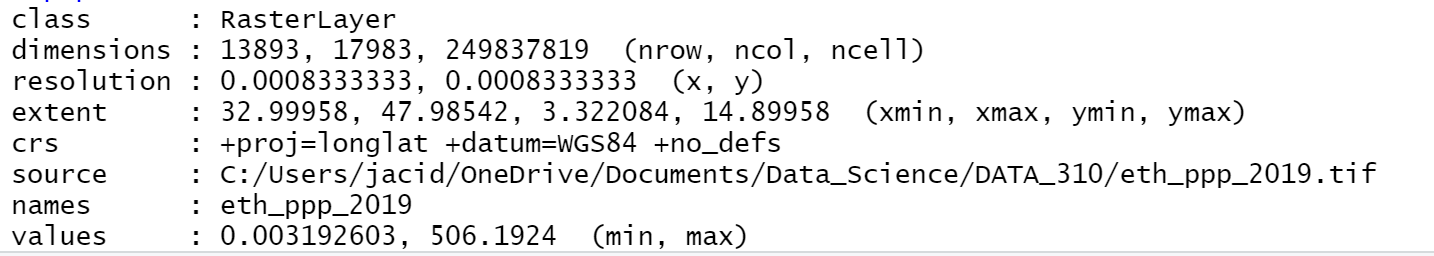 class      : RasterLayer
dimensions : 13893, 17983, 249837819  (nrow, ncol, ncell)
resolution : 0.0008333333, 0.0008333333  (x, y)
extent     : 32.99958, 47.98542, 3.322084, 14.89958  (xmin, xmax, ymin, ymax)
crs        : +proj=longlat +datum=WGS84 +no_defs
source     : C:/Users/jacid/OneDrive/Documents/Data_Science/DATA_310/eth_ppp_2019.tif
names      : eth_ppp_2019
values     : 0.003192603, 506.1924  (min, max)